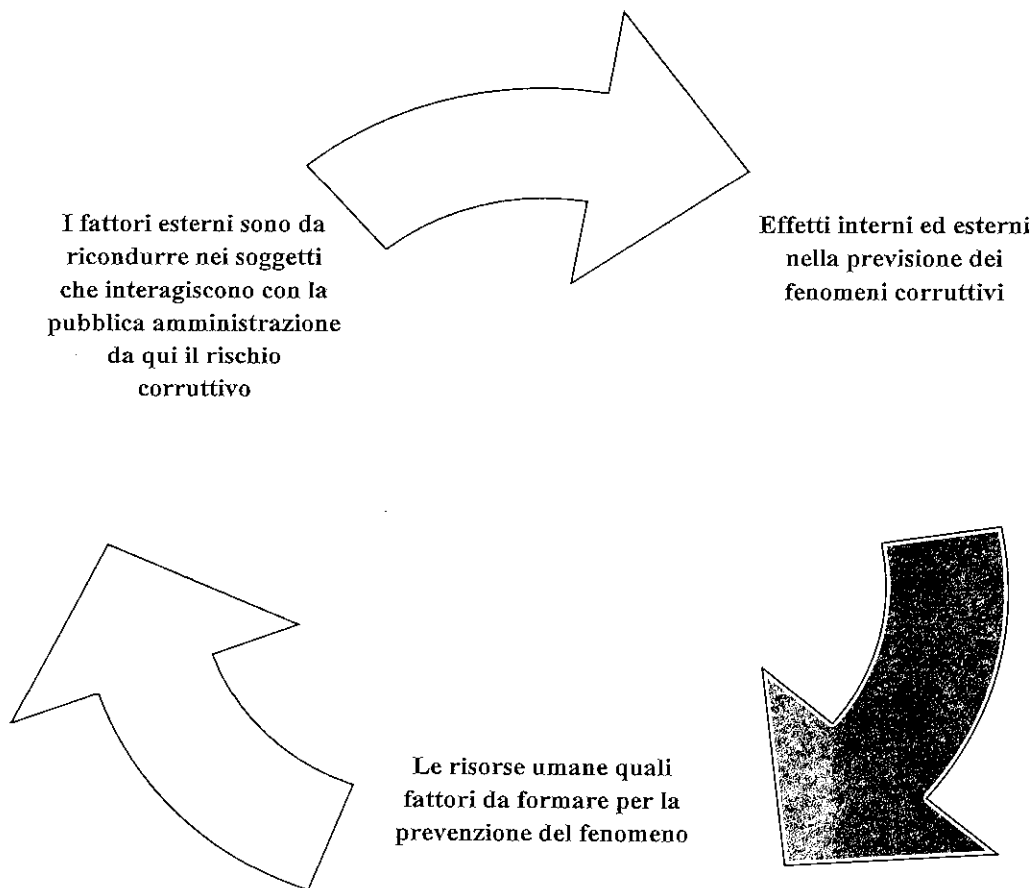 I fattori esterni sono da
ricondurre nei soggetti
che interagiscono con la
pubblica amministrazione
da qui il rischio
corruttivo
Effetti interni ed esterni
nella previsione dei
fenomeni corruttivi
Le risorse umane quali
fattori da formare per la
prevenzione del fenomeno